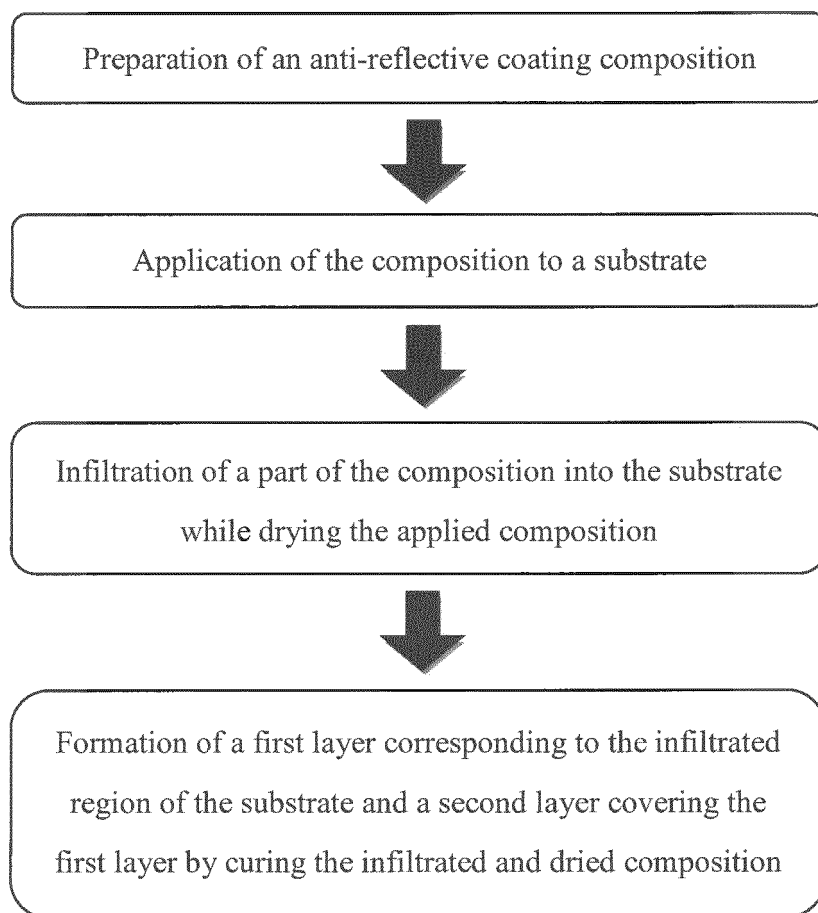 Preparation of an anti-reflective coating composition
Application of the composition to a substrate
Infiltration of a part of the composition into the substrate
while drying the applied composition
Formation of a first layer corresponding to the infiltrated
region of the substrate and a second layer covering the
first layer by curing the infiltrated and dried composition